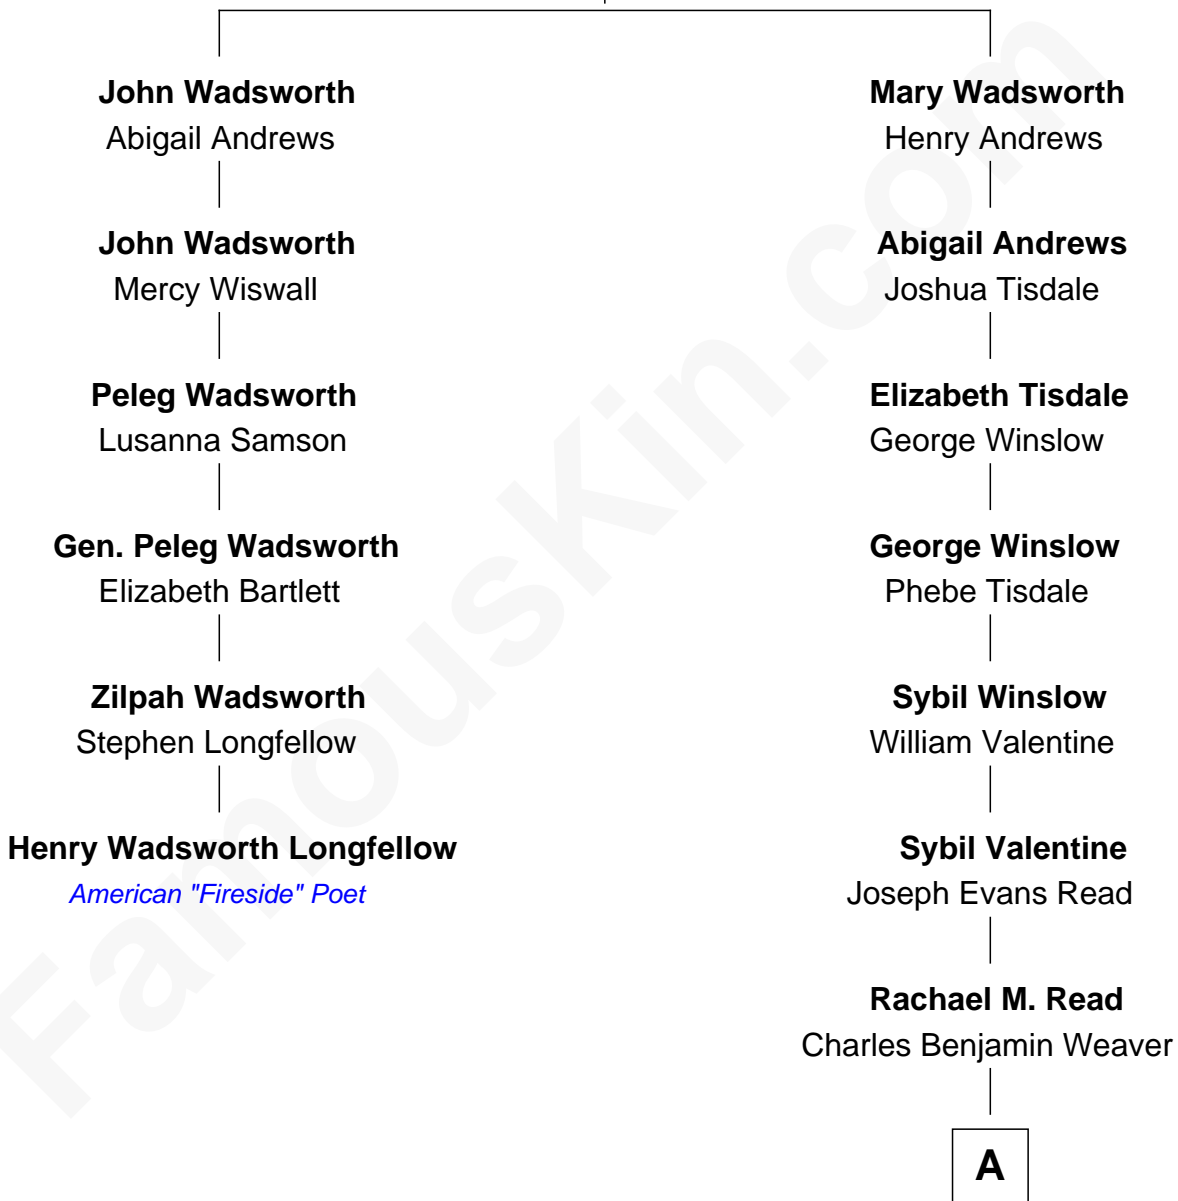 John Wadsworth
Abigail Andrews
John Wadsworth
Mercy Wiswall
Peleg Wadsworth
Lusanna Samson
Gen. Peleg Wadsworth
Elizabeth Bartlett
Zilpah Wadsworth
Stephen Longfellow
Henry Wadsworth Longfellow
American "Fireside" Poet
Mary Wadsworth
Henry Andrews
Abigail Andrews
Joshua Tisdale
Elizabeth Tisdale
George Winslow
George Winslow
Phebe Tisdale
Sybil Winslow
William Valentine
Sybil Valentine
Joseph Evans Read
Rachael M. Read
Charles Benjamin Weaver
A
FamousKin.com